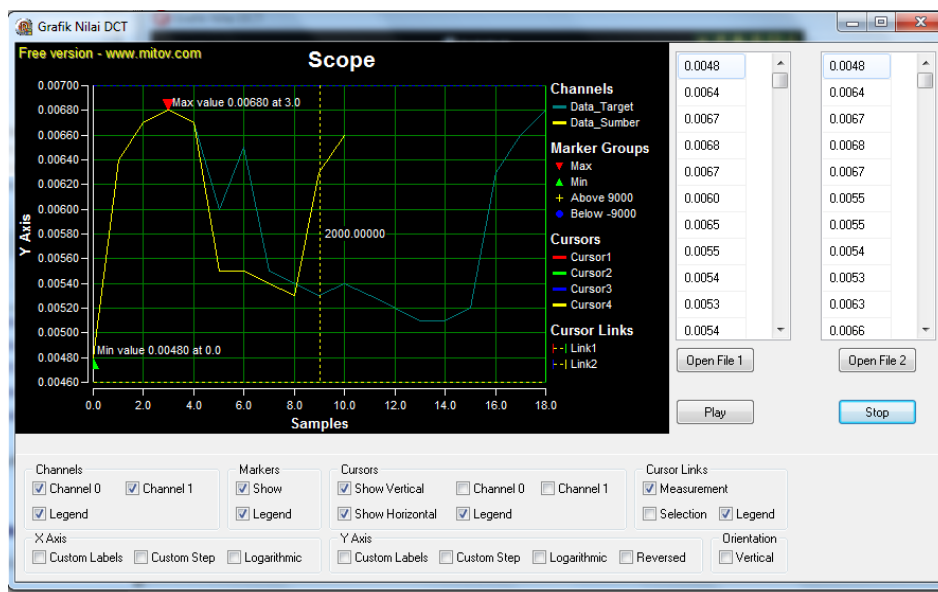 Grafik Nilai DCT
Free version - www.mitov.com
Scope
Y Axis
0.00700
0.00680
0.00660
0.00640
0.00620
0.00600
0.00580
0.00560
0.00540
0.00520
0.00500
0.00480
0.00460
Max value 0.00680 at 3.0
2000.00000
Min value 0.00480 at 0.0
0.0 2.0 4.0 6.0 8.0 10.0 12.0 14.0 16.0 18.0
Samples
Channels
Data_Target
Data_Sumber
Marker Groups
Max
Min
Above 9000
Below -9000
Cursors
Cursor1
Cursor2
Cursor3
Cursor4
Cursor Links
Link1
Link2
0.0048
0.0064
0.0067
0.0068
0.0067
0.0060
0.0065
0.0055
0.0054
0.0053
0.0054
0.0048
0.0064
0.0067
0.0068
0.0067
0.0055
0.0055
0.0054
0.0053
0.0063
0.0066
Open File 1
Open File 2
Play
Stop
Channels
Channel 0 Channel 1
Legend
Markers
Show
Legend
Cursors
Show Vertical Channel 0 Channel 1
Show Horizontal Legend
Cursor Links
Measurement
Selection Legend
X Axis
Custom Labels Custom Step Logarithmic
Y Axis
Custom Labels Custom Step Logarithmic Reversed
Orientation
Vertical